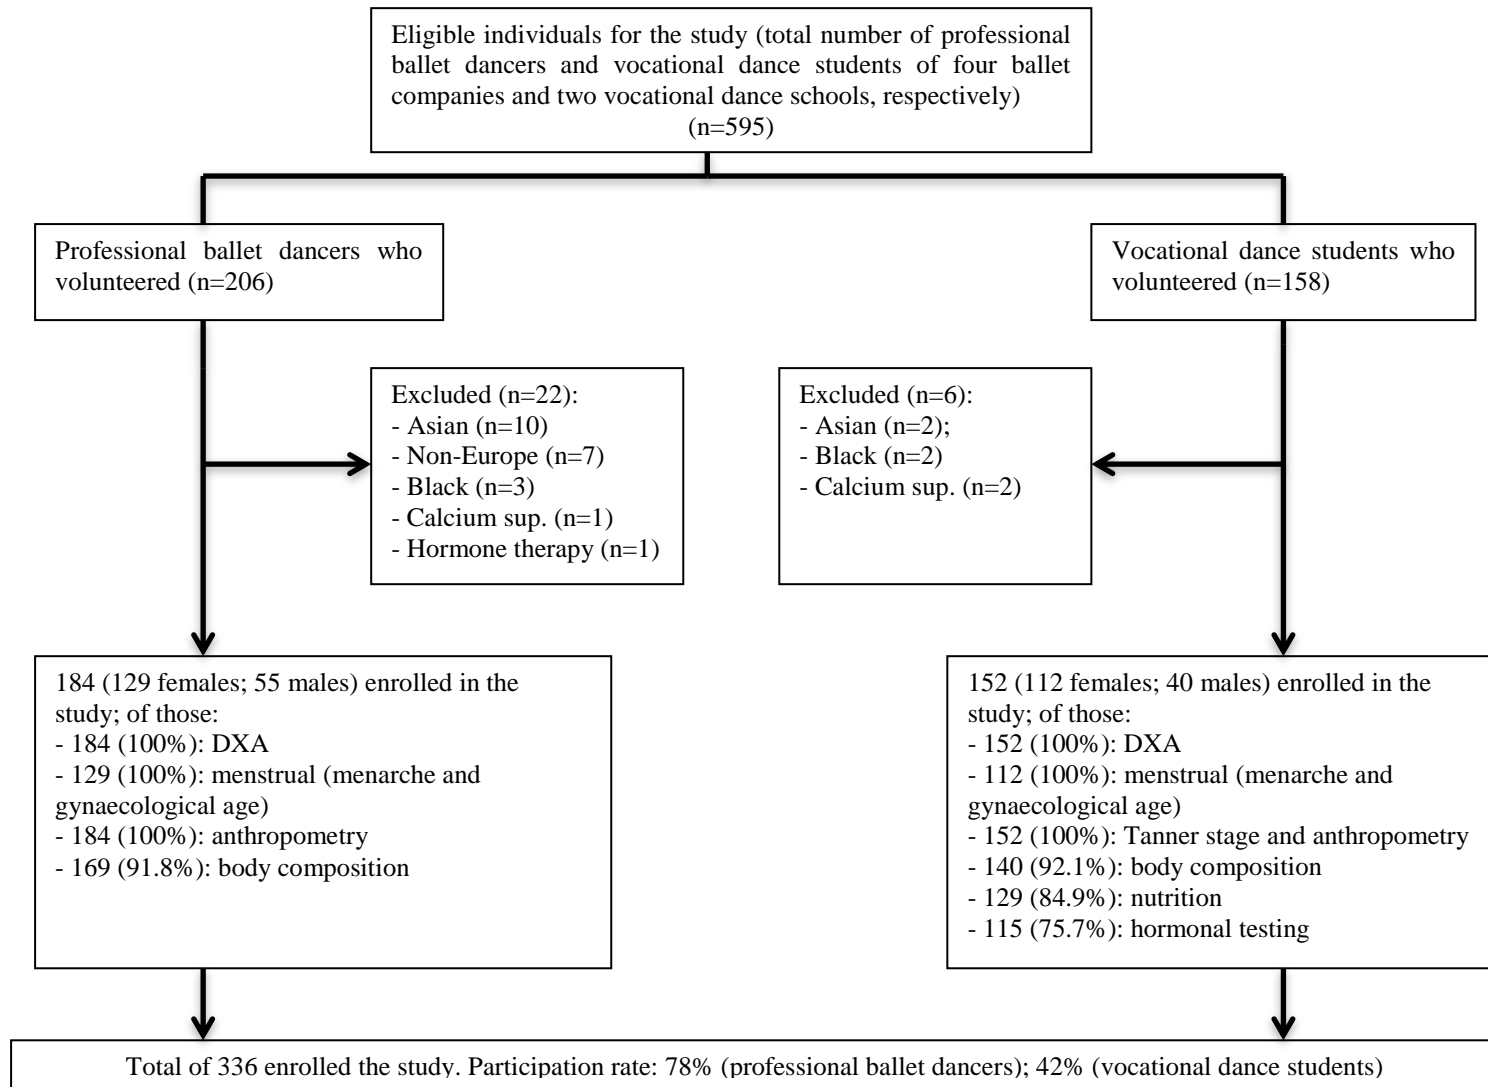 Eligible individuals for the study (total number of professional
ballet dancers and vocational dance students of four ballet
companies and two vocational dance schools, respectively)
(n=595)
Professional ballet dancers who
volunteered (n=206)
Vocational dance students who
volunteered (n=158)
Excluded (n=22):
- Asian (n=10)
- Non-Europe (n=7)
- Black (n=3)
- Calcium sup. (n=1)
- Hormone therapy (n=1)
Excluded (n=6):
- Asian (n=2);
- Black (n=2)
- Calcium sup. (n=2)
184 (129 females; 55 males) enrolled in the
study; of those:
- 184 (100%): DXA
- 129 (100%): menstrual (menarche and
gynaecological age)
- 184 (100%): anthropometry
- 169 (91.8%): body composition
152 (112 females; 40 males) enrolled in the
study; of those:
- 152 (100%): DXA
- 112 (100%): menstrual (menarche and
gynaecological age)
- 152 (100%): Tanner stage and anthropometry
- 140 (92.1%): body composition
- 129 (84.9%): nutrition
- 115 (75.7%): hormonal testing
Total of 336 enrolled the study. Participation rate: 78% (professional ballet dancers); 42% (vocational dance students)